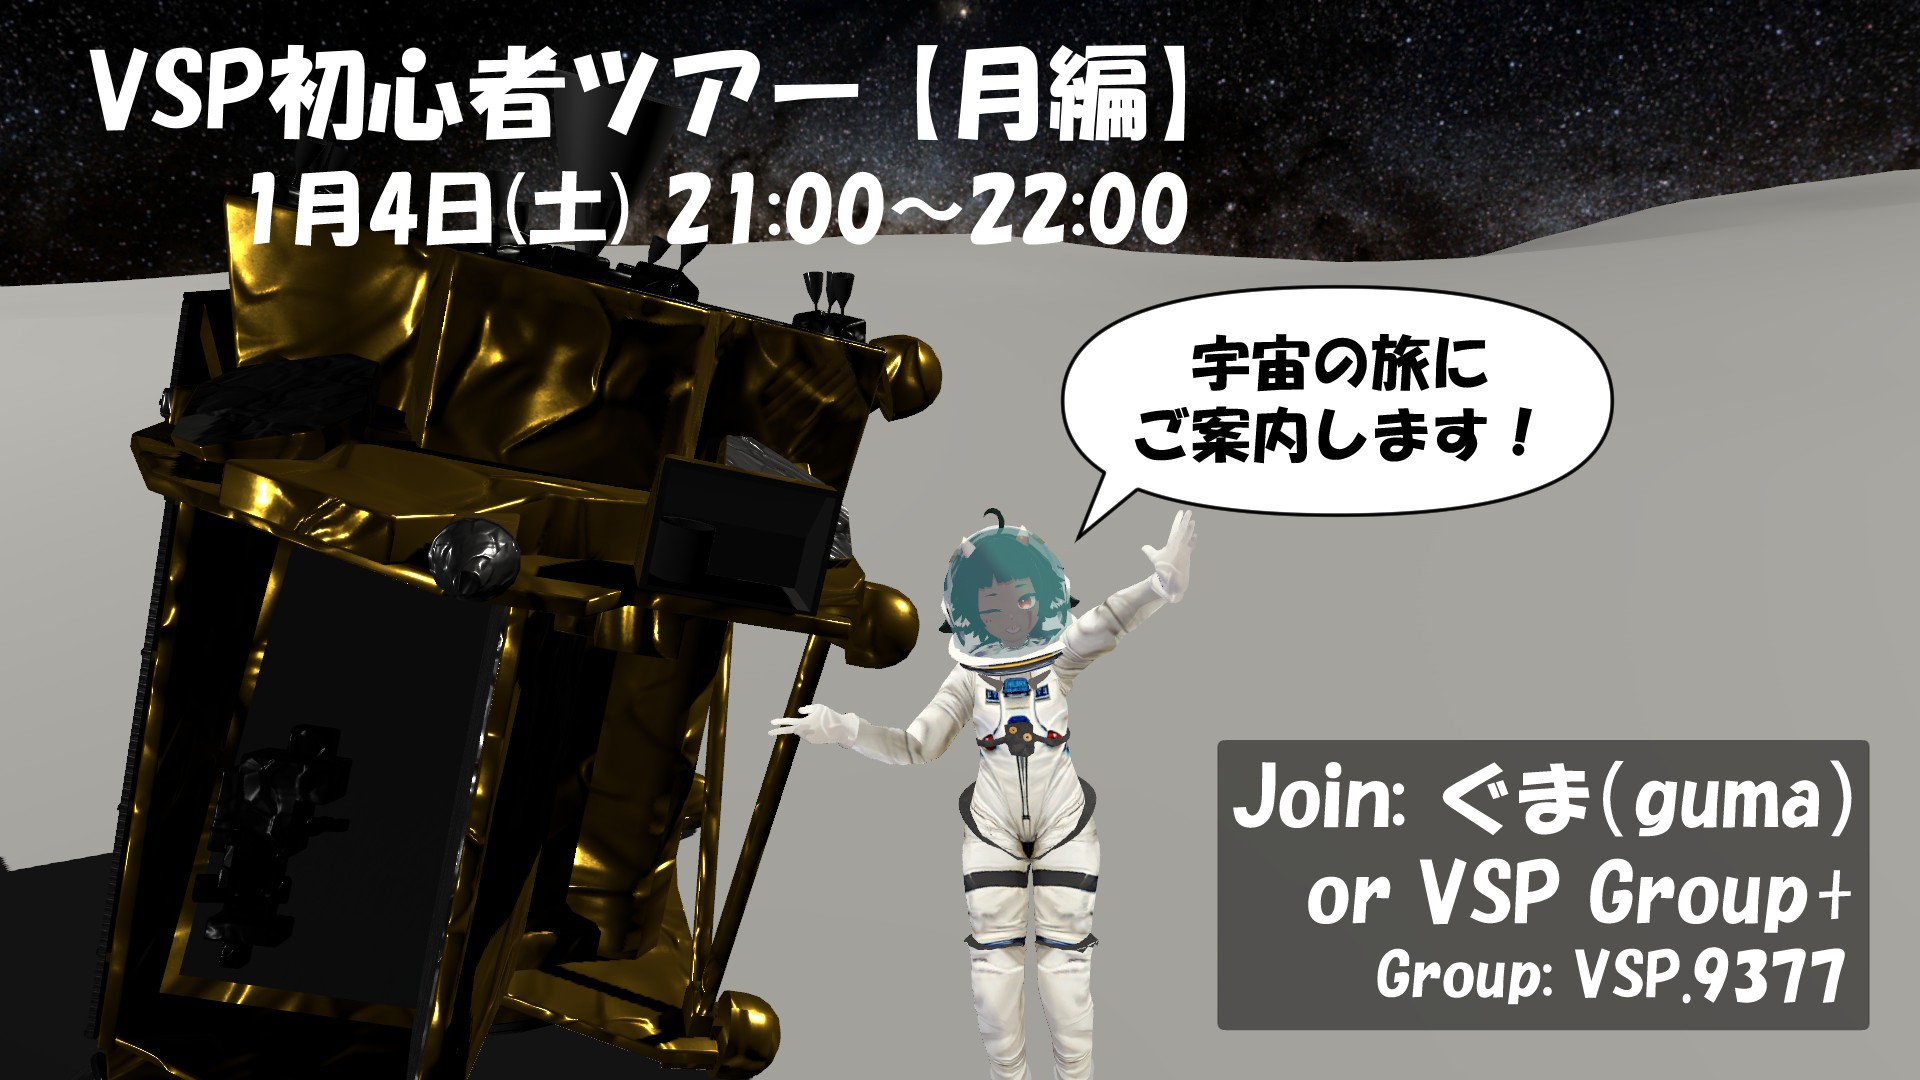 VSP初心者ツアー【月編】
1月4日(土) 21:00～22:00
宇宙の旅に
ご案内します！
Join: ぐま(guma)
or VSP Group+
Group: VSP.9377